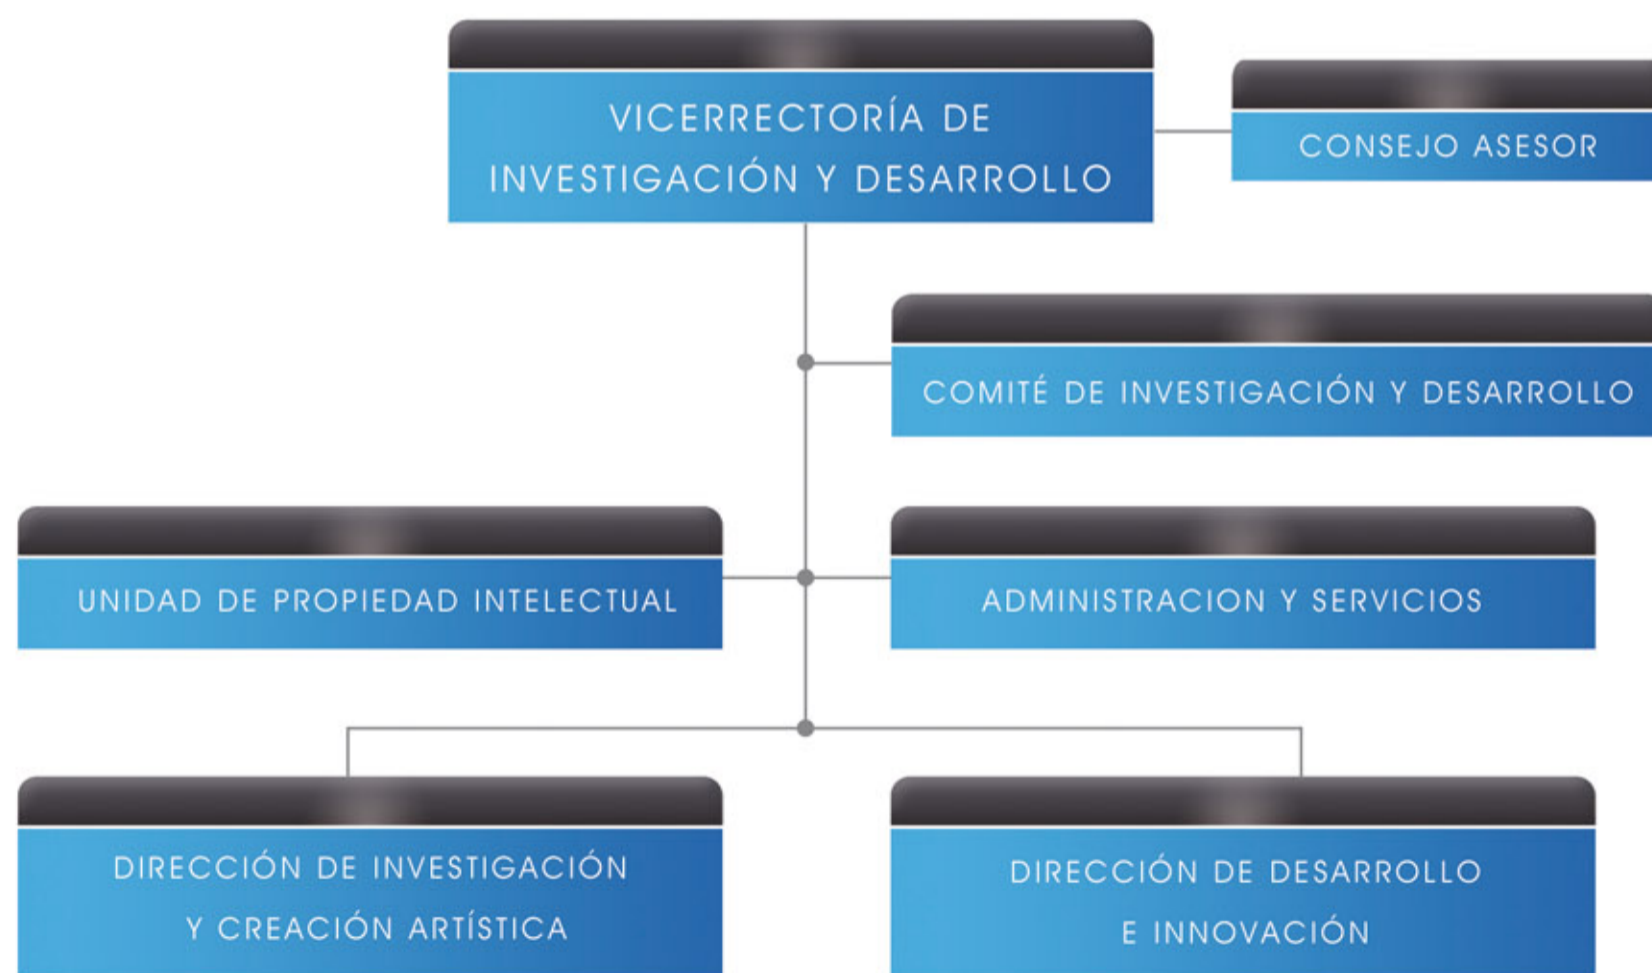 VICERRECTORÍA DE
INVESTIGACIÓN Y DESARROLLO
CONSEJO ASESOR
COMITÉ DE INVESTIGACIÓN Y DESARROLLO
UNIDAD DE PROPIEDAD INTELECTUAL
ADMINISTRACION Y SERVICIOS
DIRECCIÓN DE INVESTIGACIÓN
Y CREACIÓN ARTÍSTICA
DIRECCIÓN DE DESARROLLO
E INNOVACIÓN